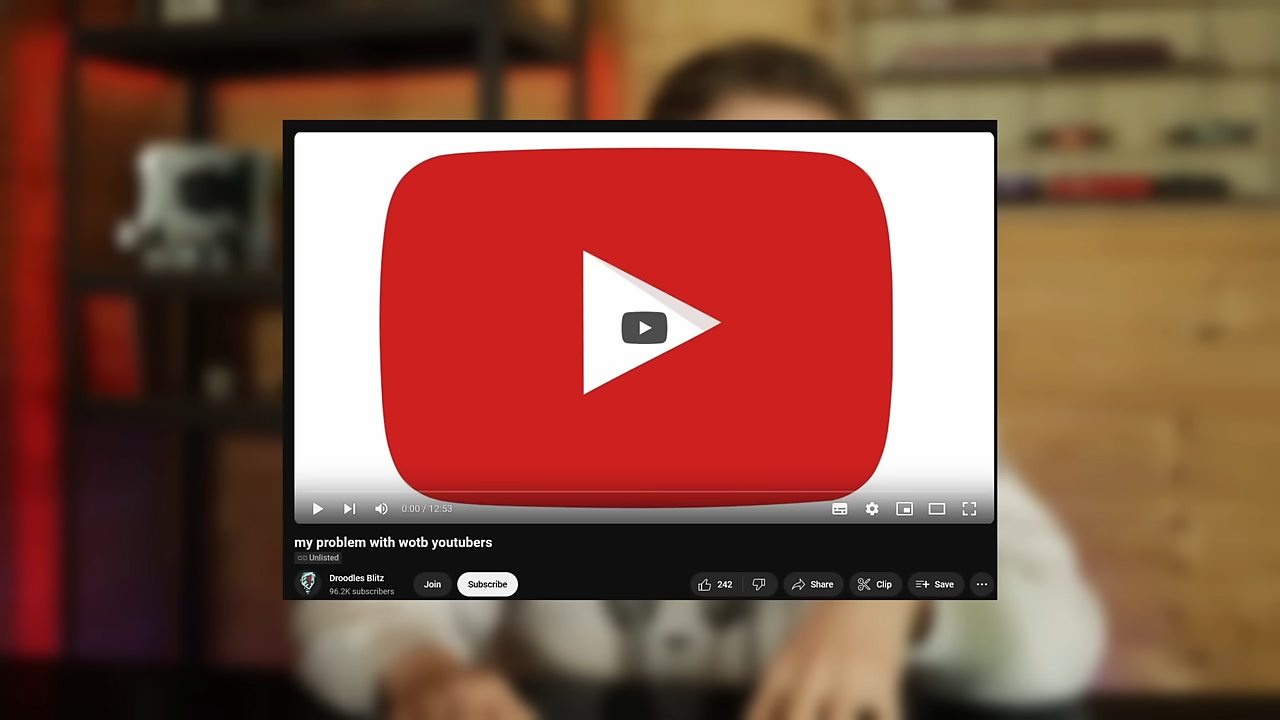 0:00 / 12:53
my problem with wotb youtubers
Unlisted
Droodles Blitz
96.2K subscribers
Join
Subscribe
242
Share
Clip
Save